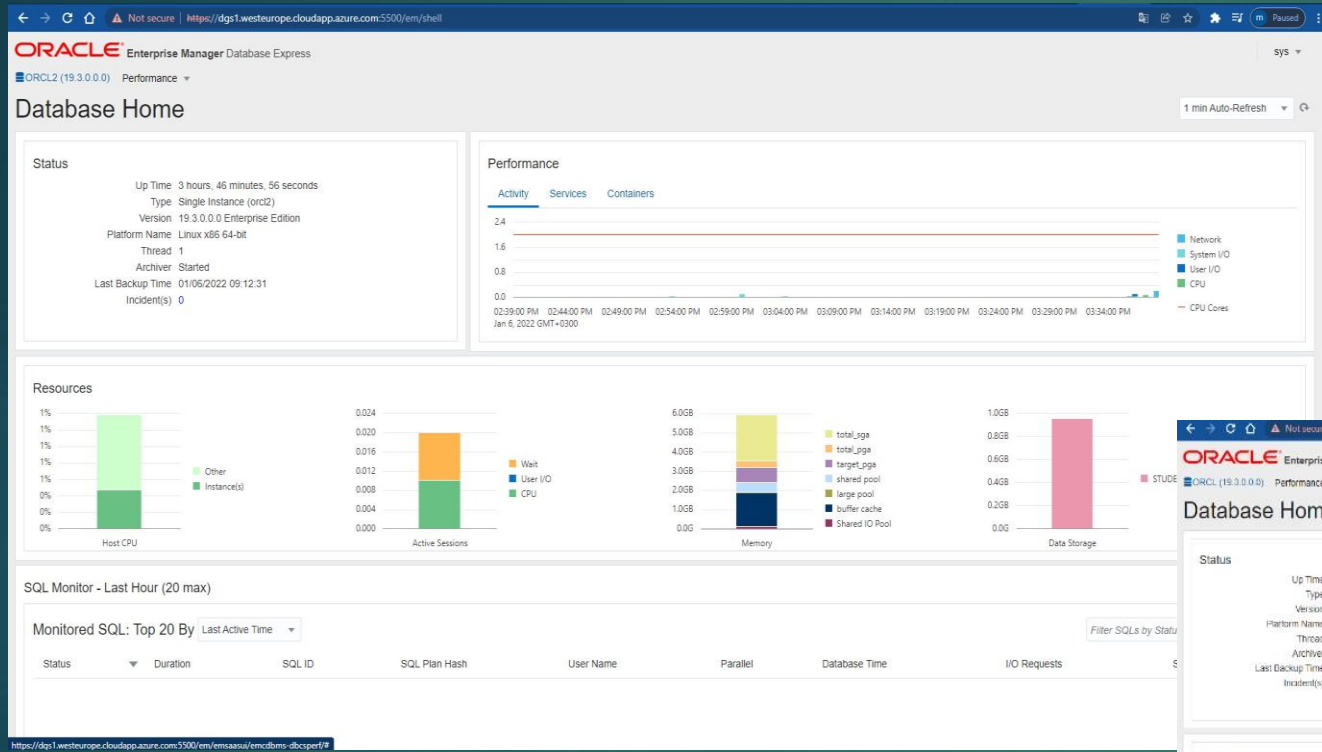 Not secure | https://dgs1.westeurope.cloudapp.azure.com:5500/em/shell
m Paused
ORACLE Enterprise Manager Database Express
sys
ORCL2 (19.3.0.0.0) Performance
Database Home
1 min Auto-Refresh
Status
Up Time 3 hours, 46 minutes, 56 seconds
Type Single Instance (orcl2)
Version 19.3.0.0.0 Enterprise Edition
Platform Name Linux x86 64-bit
Thread 1
Archiver Started
Last Backup Time 01/06/2022 09:12:31
Incident(s) 0
Performance
Activity Services Containers
2.4
1.6
0.8
0.0
02:39:00 PM 02:44:00 PM 02:49:00 PM 02:54:00 PM 02:59:00 PM 03:04:00 PM 03:09:00 PM 03:14:00 PM 03:19:00 PM 03:24:00 PM 03:29:00 PM 03:34:00 PM
Jan 6, 2022 GMT+0300
Network
System I/O
User I/O
CPU
CPU Cores
Resources
1%
1%
1%
1%
1%
0%
0%
0%
Other
Instance(s)
Host CPU
0.024
0.020
0.016
0.012
0.008
0.004
0.000
Wait
User I/O
CPU
Active Sessions
6.0GB
5.0GB
4.0GB
3.0GB
2.0GB
1.0GB
0.0G
total_sga
total_pga
target_pga
shared pool
large pool
buffer cache
Shared IO Pool
Memory
1.0GB
0.8GB
0.6GB
0.4GB
0.2GB
0.0G
STUDE
Data Storage
SQL Monitor - Last Hour (20 max)
Monitored SQL: Top 20 By Last Active Time
Filter SQLs by Statu
Status Duration SQL ID SQL Plan Hash User Name Parallel Database Time I/O Requests S
https://dgs1.westeurope.cloudapp.azure.com:5500/em/emsaasui/emcdbms-dbcsperf/#
Not secur
ORACLE Enterpris
ORCL (19.3.0.0.0) Performance
Database Hom
Status
Up Time
Type
Version
Platform Name
Thread
Archiver
Last Backup Time
Incident(s